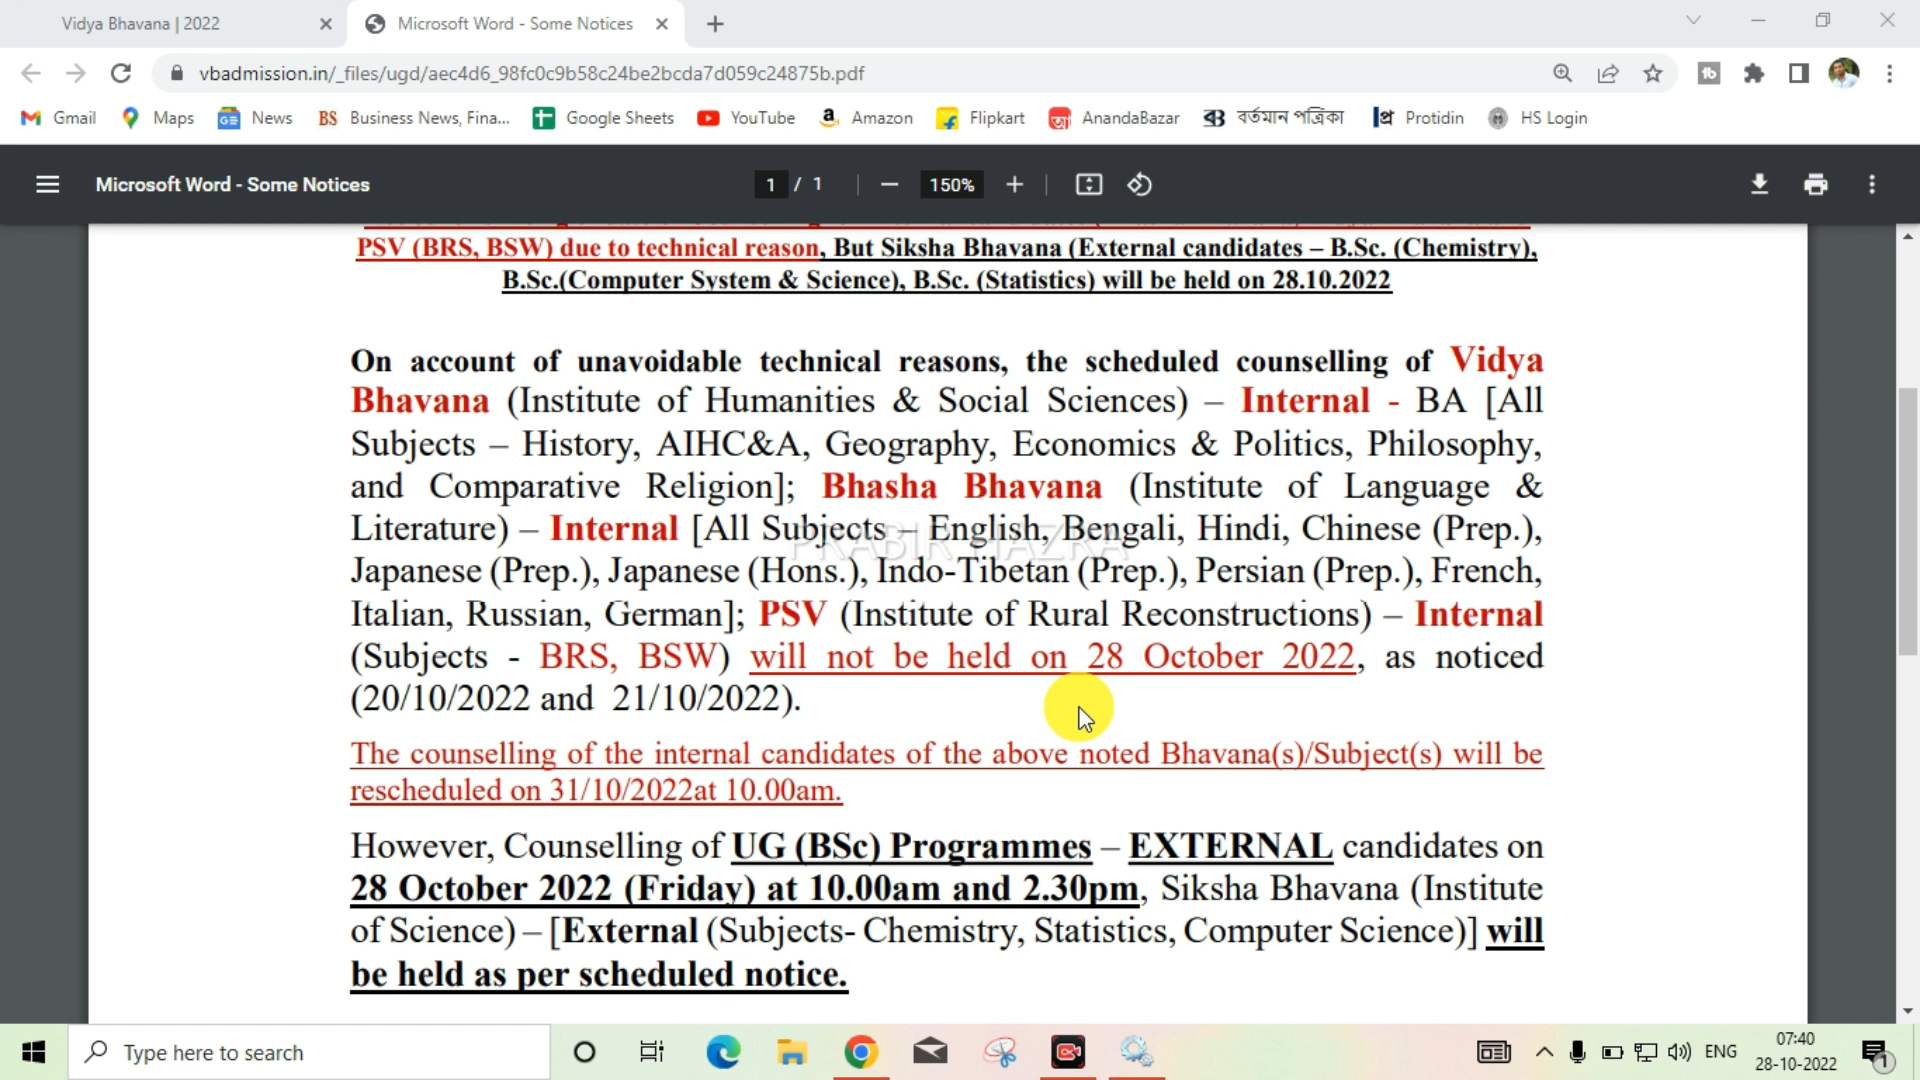 Vidya Bhavana | 2022
Microsoft Word - Some Notices
vbadmission.in/_files/ugd/aec4d6_98fc0c9b58c24be2bcda7d059c24875b.pdf
Gmail Maps News BS Business News, Fina... Google Sheets YouTube Amazon Flipkart AnandaBazar বর্তমান পত্রিকা Protidin HS Login
Microsoft Word - Some Notices 1 / 1 150%
PSV (BRS, BSW) due to technical reason, But Siksha Bhavana (External candidates – B.Sc. (Chemistry),
B.Sc.(Computer System & Science), B.Sc. (Statistics) will be held on 28.10.2022
On account of unavoidable technical reasons, the scheduled counselling of Vidya
Bhavana (Institute of Humanities & Social Sciences) – Internal - BA [All
Subjects – History, AIHC&A, Geography, Economics & Politics, Philosophy,
and Comparative Religion]; Bhasha Bhavana (Institute of Language &
Literature) – Internal [All Subjects – English, Bengali, Hindi, Chinese (Prep.),
PRABIR HAZRA
Japanese (Prep.), Japanese (Hons.), Indo-Tibetan (Prep.), Persian (Prep.), French,
Italian, Russian, German]; PSV (Institute of Rural Reconstructions) – Internal
(Subjects - BRS, BSW) will not be held on 28 October 2022, as noticed
(20/10/2022 and 21/10/2022).
The counselling of the internal candidates of the above noted Bhavana(s)/Subject(s) will be
rescheduled on 31/10/2022at 10.00am.
However, Counselling of UG (BSc) Programmes – EXTERNAL candidates on
28 October 2022 (Friday) at 10.00am and 2.30pm, Siksha Bhavana (Institute
of Science) – [External (Subjects- Chemistry, Statistics, Computer Science)] will
be held as per scheduled notice.
Type here to search
ENG
07:40
28-10-2022
1